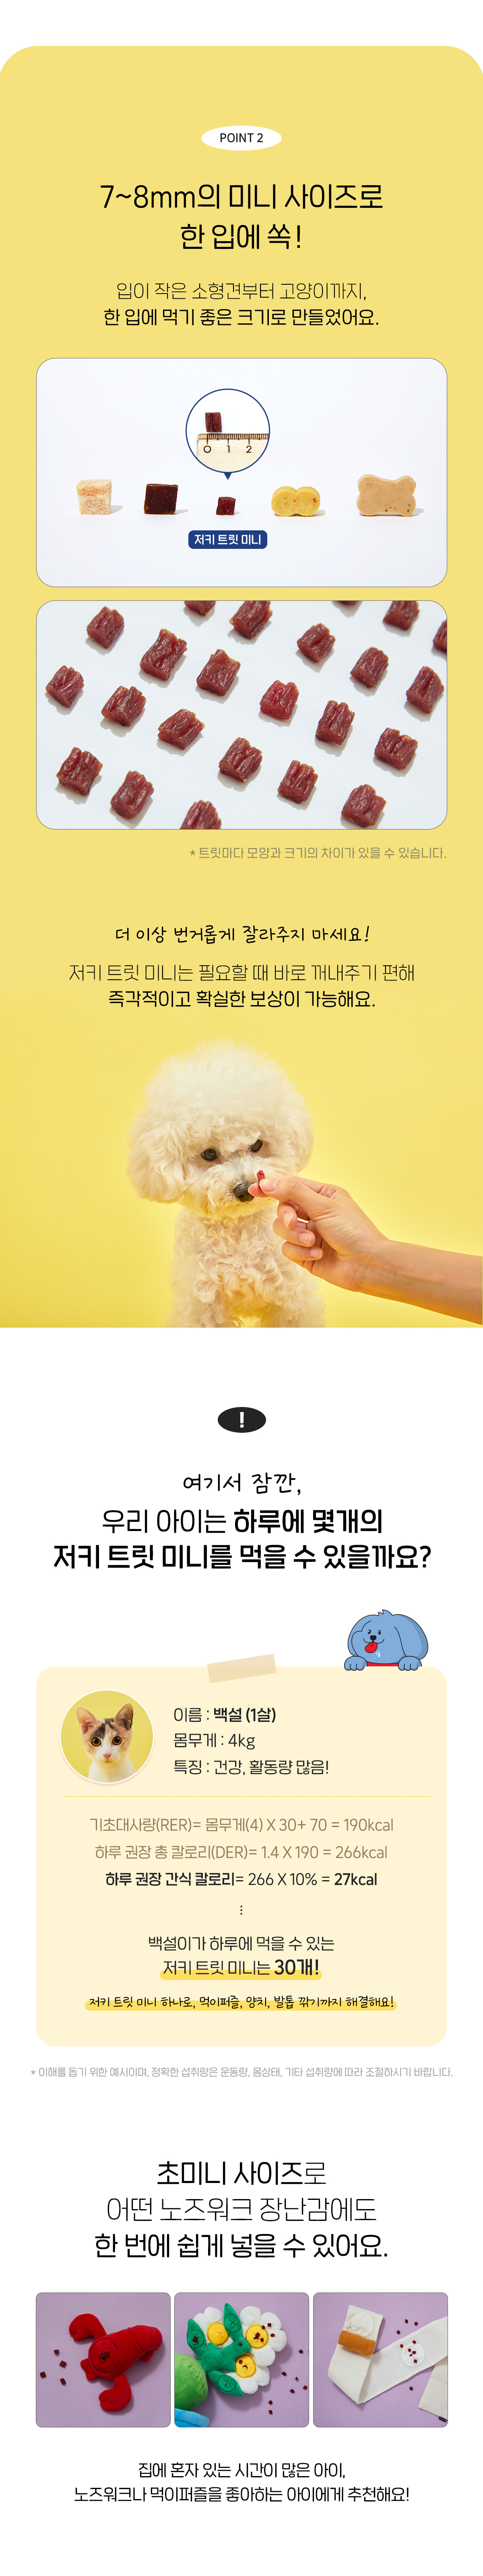 POINT 2
7~8mm의 미니 사이즈로
한 입에 쏙!
입이 작은 소형견부터 고양이까지,
한 입에 먹기 좋은 크기로 만들었어요.
0 1 2
저키 트릿 미니
* 트릿마다 모양과 크기의 차이가 있을 수 있습니다.
더 이상 번거롭게 잘라주지 마세요!
저키 트릿 미니는 필요할 때 바로 꺼내주기 편해
즉각적이고 확실한 보상이 가능해요.
!
여기서 잠깐,
우리 아이는 하루에 몇개의
저키 트릿 미니를 먹을 수 있을까요?
이름 : 백설 (1살)
몸무게 : 4kg
특징 : 건강, 활동량 많음!
기초대사량(RER)= 몸무게(4) X 30+ 70 = 190kcal
하루 권장 총 칼로리(DER)= 1.4 X 190 = 266kcal
하루 권장 간식 칼로리= 266 X 10% = 27kcal
백설이가 하루에 먹을 수 있는
저키 트릿 미니는 30개!
저키 트릿 미니 하나로, 먹이퍼즐, 양치, 발톱 깎기까지 해결해요!
* 이해를 돕기 위한 예시이며, 정확한 섭취량은 운동량, 몸상태, 기타 섭취량에 따라 조절하시기 바랍니다.
초미니 사이즈로
어떤 노즈워크 장난감에도
한 번에 쉽게 넣을 수 있어요.
집에 혼자 있는 시간이 많은 아이,
노즈워크나 먹이퍼즐을 좋아하는 아이에게 추천해요!